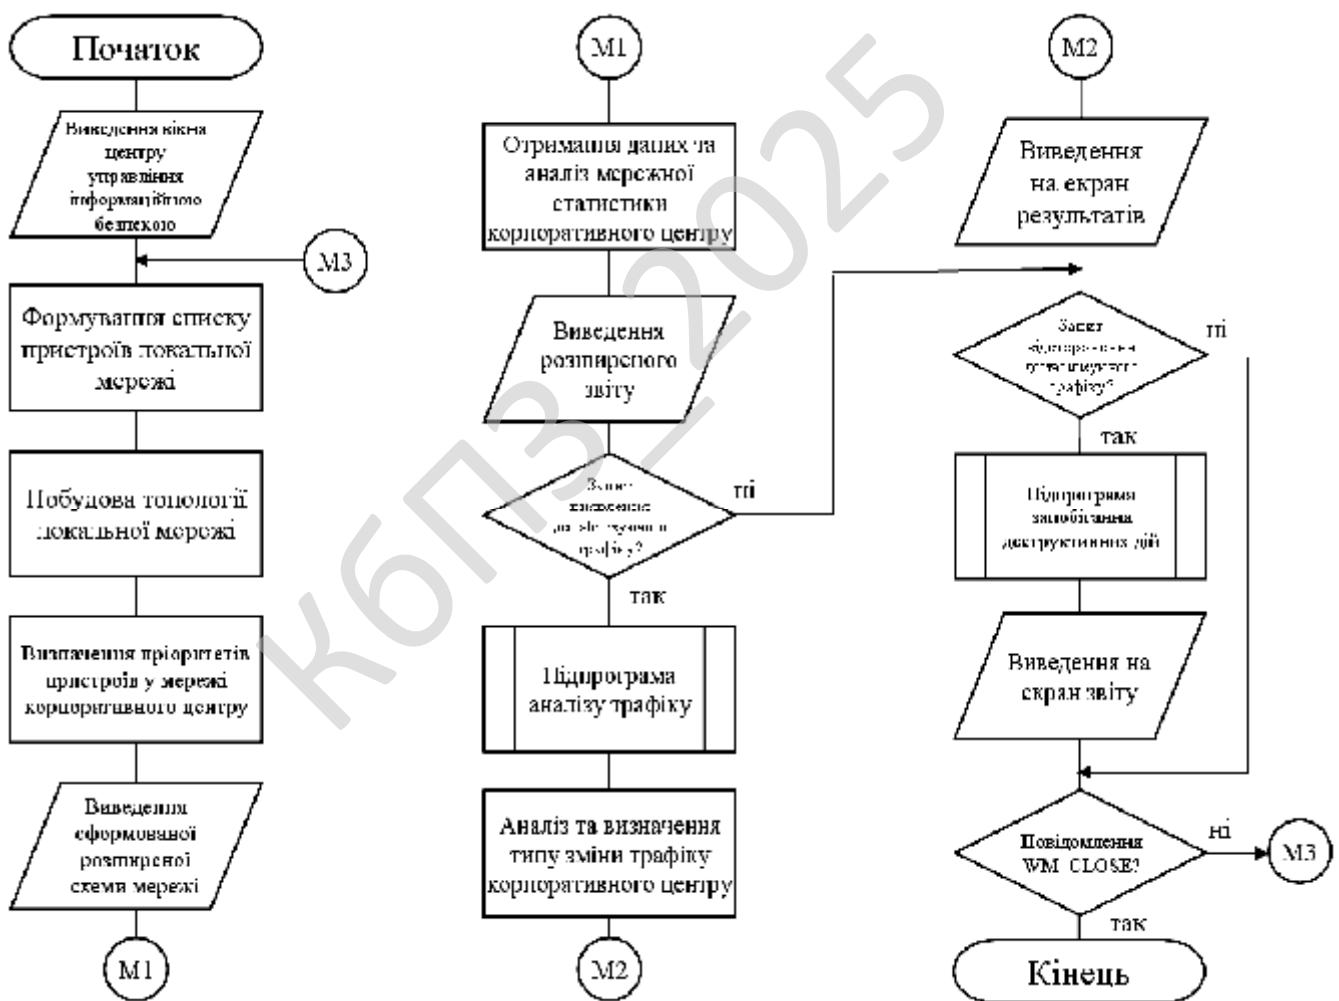 Початок
Виведення вікна
центру
управління
інформаційною
безпекою
М3
Формування списку
пристроїв локальної
мережі
Побудова топології
локальної мережі
Визначення пріоритетів
пристроїв у мережі
корпоративного центру
Виведення
сформованої
розширеної
схеми мережі
М1
М1
Отримання даних та
аналіз мережної
статистики
корпоративного центру
Виведення
розширеного
звіту
Запит
трафіку?
ні
так
Підпрограма
аналізу трафіку
Аналіз та визначення
типу зміни трафіку
корпоративного центру
М2
М2
Виведення
на екран
результатів
Запит
трафіку?
ні
так
Підпрограма
запобігання
деструктивних дій
Виведення на
екран звіту
Повідомлення
WM_CLOSE?
ні
М3
так
Кінець
КбПЗ_2025